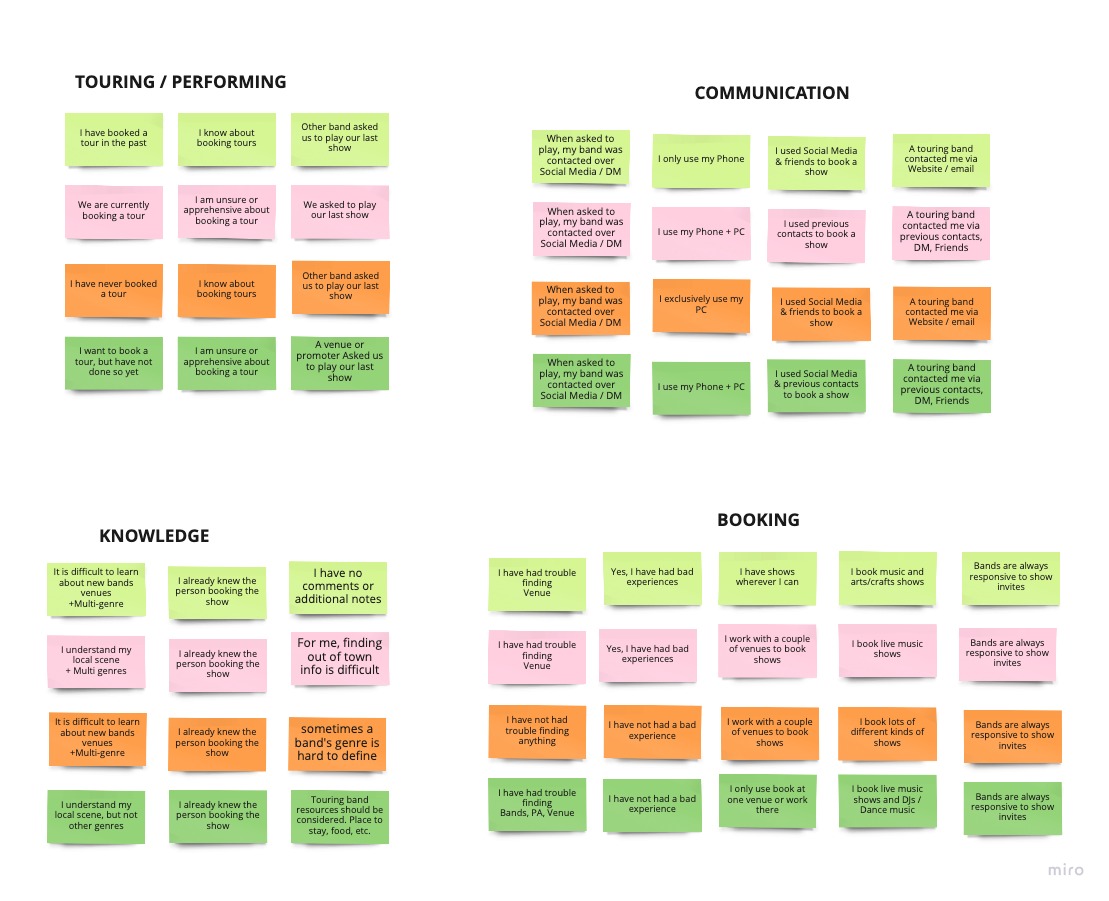 TOURING / PERFORMING
I have booked a
tour in the past
I know about
booking tours
Other band asked
us to play our last
show
We are currently
booking a tour
I am unsure or
apprehensive about
booking a tour
We asked to play
our last show
I have never booked
a tour
I know about
booking tours
Other band asked
us to play our last
show
I want to book a
tour, but have not
done so yet
I am unsure or
apprehensive about
booking a tour
A venue or
promoter Asked us
to play our last
show
COMMUNICATION
When asked to
play, my band was
contacted over
Social Media / DM
I only use my Phone
I used Social Media
& friends to book a
show
A touring band
contacted me via
Website / email
When asked to
play, my band was
contacted over
Social Media / DM
I use my Phone + PC
I used previous
contacts to book a
show
A touring band
contacted me via
previous contacts,
DM, Friends
When asked to
play, my band was
contacted over
Social Media / DM
I exclusively use my
PC
I used Social Media
& friends to book a
show
A touring band
contacted me via
Website / email
When asked to
play, my band was
contacted over
Social Media / DM
I use my Phone + PC
I used Social Media
& previous contacts
to book a show
A touring band
contacted me via
previous contacts,
DM, Friends
KNOWLEDGE
It is difficult to learn
about new bands
venues
+Multi-genre
I already knew the
person booking the
show
I have no
comments or
additional notes
I understand my
local scene
+ Multi genres
I already knew the
person booking the
show
For me, finding
out of town
info is difficult
It is difficult to learn
about new bands
venues
+Multi-genre
I already knew the
person booking the
show
sometimes a
band's genre is
hard to define
I understand my
local scene, but not
other genres
I already knew the
person booking the
show
Touring band
resources should be
considered. Place to
stay, food, etc.
BOOKING
I have had trouble
finding
Venue
Yes, I have had bad
experiences
I have shows
wherever I can
I book music and
arts/crafts shows
Bands are always
responsive to show
invites
I have had trouble
finding
Venue
Yes, I have had bad
experiences
I work with a couple
of venues to book
shows
I book live music
shows
Bands are always
responsive to show
invites
I have not had
trouble finding
anything
I have not had a bad
experience
I work with a couple
of venues to book
shows
I book lots of
different kinds of
shows
Bands are always
responsive to show
invites
I have had trouble
finding
Bands, PA, Venue
I have not had a bad
experience
I only use book at
one venue or work
there
I book live music
shows and DJs /
Dance music
Bands are always
responsive to show
invites
miro